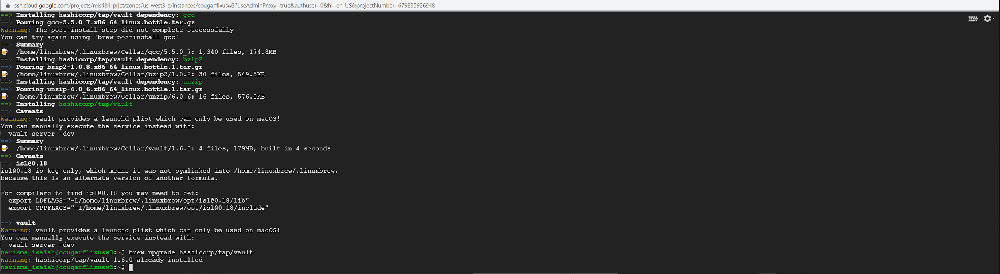 ssh.cloud.google.com/projects/mis484-prjct/zones/us-west3-a/instances/cougarflixusw3?useAdminProxy=true&authuser=0&hl=en_US&projectNumber=679835926948
==> Installing hashicorp/tap/vault dependency: gcc
==> Pouring gcc-5.5.0_7.x86_64_linux.bottle.tar.gz
Warning: The post-install step did not complete successfully
You can try again using `brew postinstall gcc`
==> Summary
🍺  /home/linuxbrew/.linuxbrew/Cellar/gcc/5.5.0_7: 1,340 files, 174.8MB
==> Installing hashicorp/tap/vault dependency: bzip2
==> Pouring bzip2-1.0.8.x86_64_linux.bottle.1.tar.gz
🍺  /home/linuxbrew/.linuxbrew/Cellar/bzip2/1.0.8: 30 files, 549.5KB
==> Installing hashicorp/tap/vault dependency: unzip
==> Pouring unzip-6.0_6.x86_64_linux.bottle.1.tar.gz
🍺  /home/linuxbrew/.linuxbrew/Cellar/unzip/6.0_6: 16 files, 576.0KB
==> Installing hashicorp/tap/vault
==> Caveats
Warning: vault provides a launchd plist which can only be used on macOS!
You can manually execute the service instead with:
  vault server -dev
==> Summary
🍺  /home/linuxbrew/.linuxbrew/Cellar/vault/1.6.0: 4 files, 179MB, built in 4 seconds
==> Caveats
==> isl@0.18
isl@0.18 is keg-only, which means it was not symlinked into /home/linuxbrew/.linuxbrew,
because this is an alternate version of another formula.

For compilers to find isl@0.18 you may need to set:
  export LDFLAGS="-L/home/linuxbrew/.linuxbrew/opt/isl@0.18/lib"
  export CPPFLAGS="-I/home/linuxbrew/.linuxbrew/opt/isl@0.18/include"

==> vault
Warning: vault provides a launchd plist which can only be used on macOS!
You can manually execute the service instead with:
  vault server -dev
narisma_isaiah@cougarflixusw3:~$ brew upgrade hashicorp/tap/vault
Warning: hashicorp/tap/vault 1.6.0 already installed
narisma_isaiah@cougarflixusw3:~$